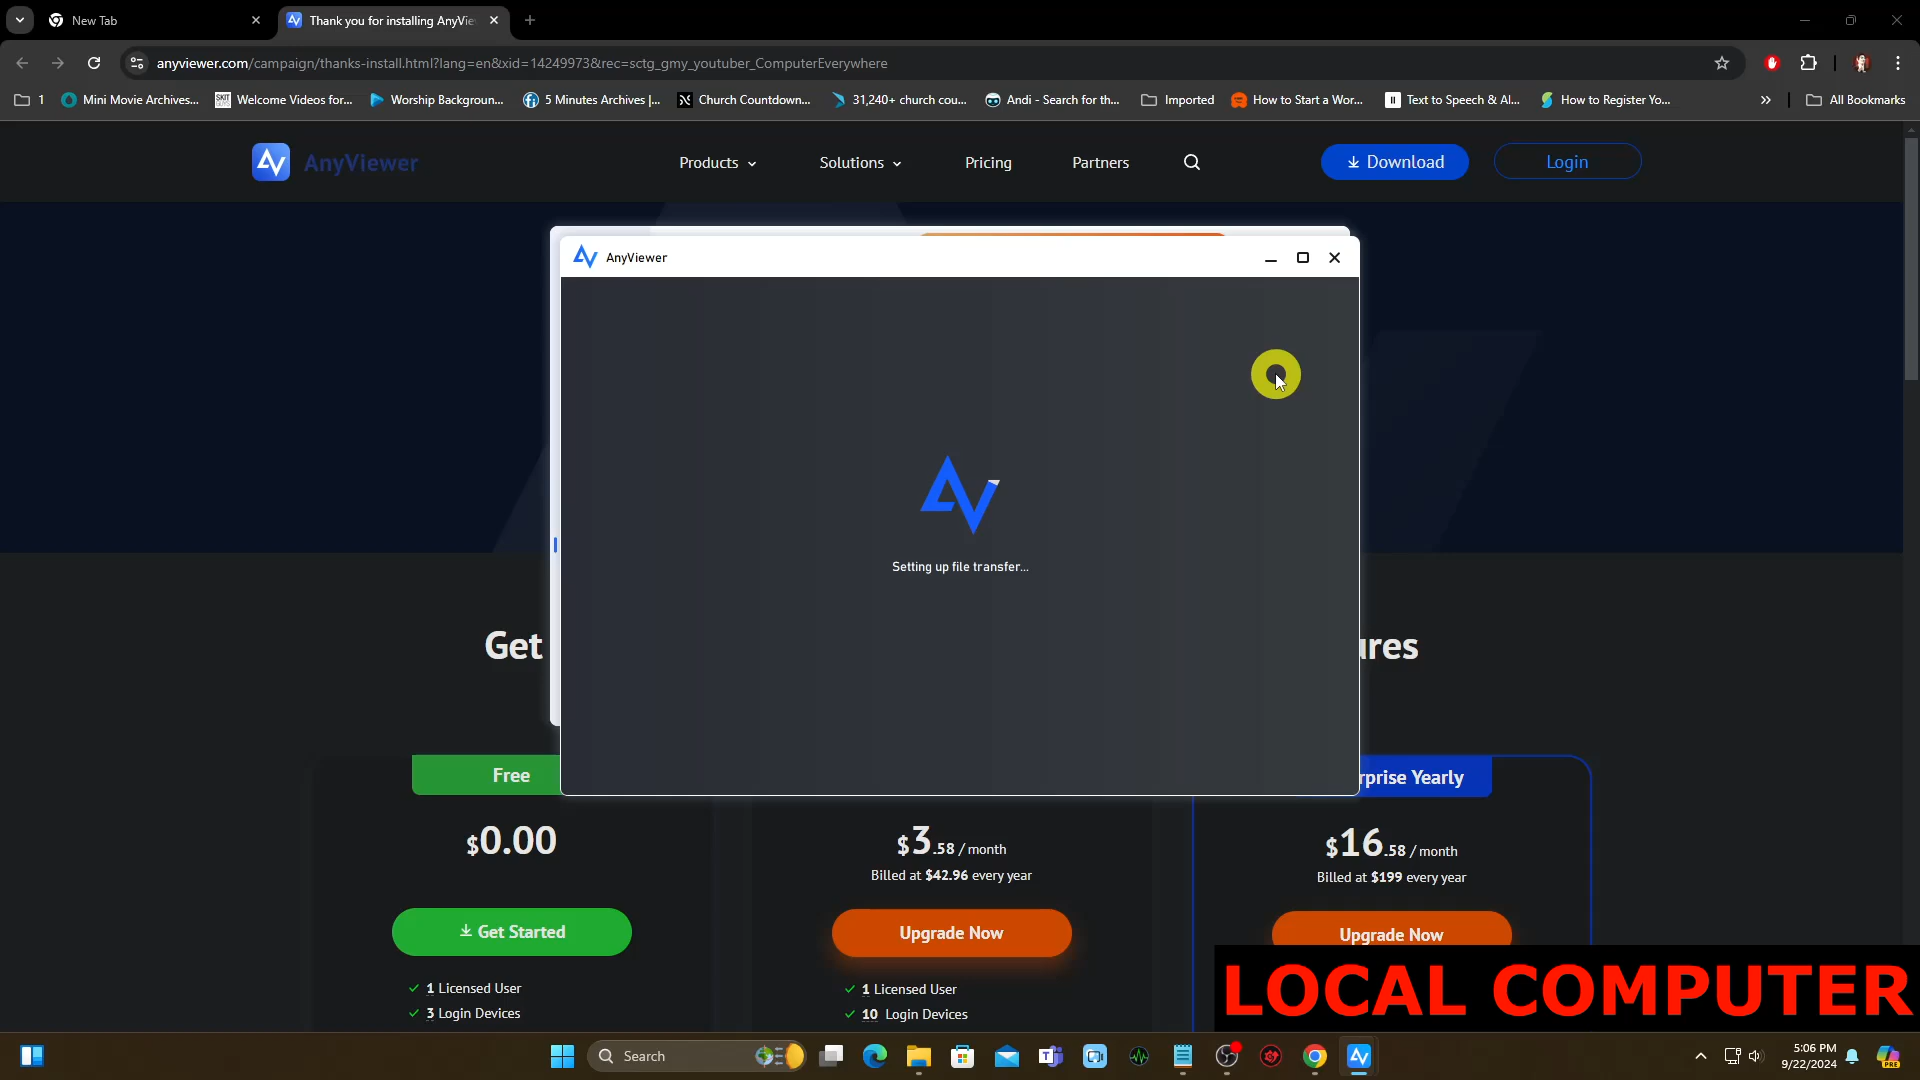 New Tab
Thank you for installing AnyVie
anyviewer.com/campaign/thanks-install.html?lang=en&xid=14249973&rec=sctg_gmy_youtuber_ComputerEverywhere
1
Mini Movie Archives...
SKIT GUYS
Welcome Videos for...
Worship Backgroun...
5 Minutes Archives |...
Church Countdown...
31,240+ church cou...
Andi - Search for th...
Imported
How to Start a Wor...
Text to Speech & AI...
How to Register Yo...
All Bookmarks
AnyViewer
Products
Solutions
Pricing
Partners
Download
Login
AnyViewer
Setting up file transfer...
Get
ures
Free
rprise Yearly
$0.00
$3.58 / month
$16.58 / month
Billed at $42.96 every year
Billed at $199 every year
Get Started
Upgrade Now
Upgrade Now
1 Licensed User
1 Licensed User
3 Login Devices
10 Login Devices
LOCAL COMPUTER
Search
5:06 PM
9/22/2024
PRE